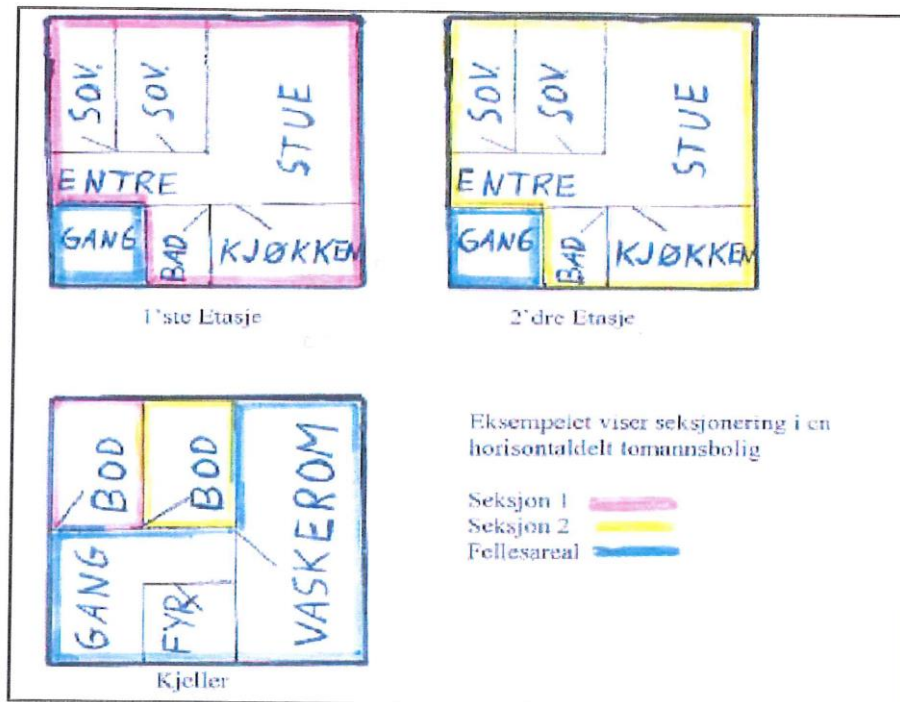 SOV.
SOV.
STUE
ENTRE
GANG
BAD
KJØKKEN
1`ste Etasje
SOV.
SOV.
STUE
ENTRE
GANG
BAD
KJØKKEN
2`dre Etasje
BOD
BOD
VASKEROM
GANG
FYR
Kjeller
Eksempelet viser seksjonering i en
horisontaldelt tomannsbolig
Seksjon 1
Seksjon 2
Fellesareal